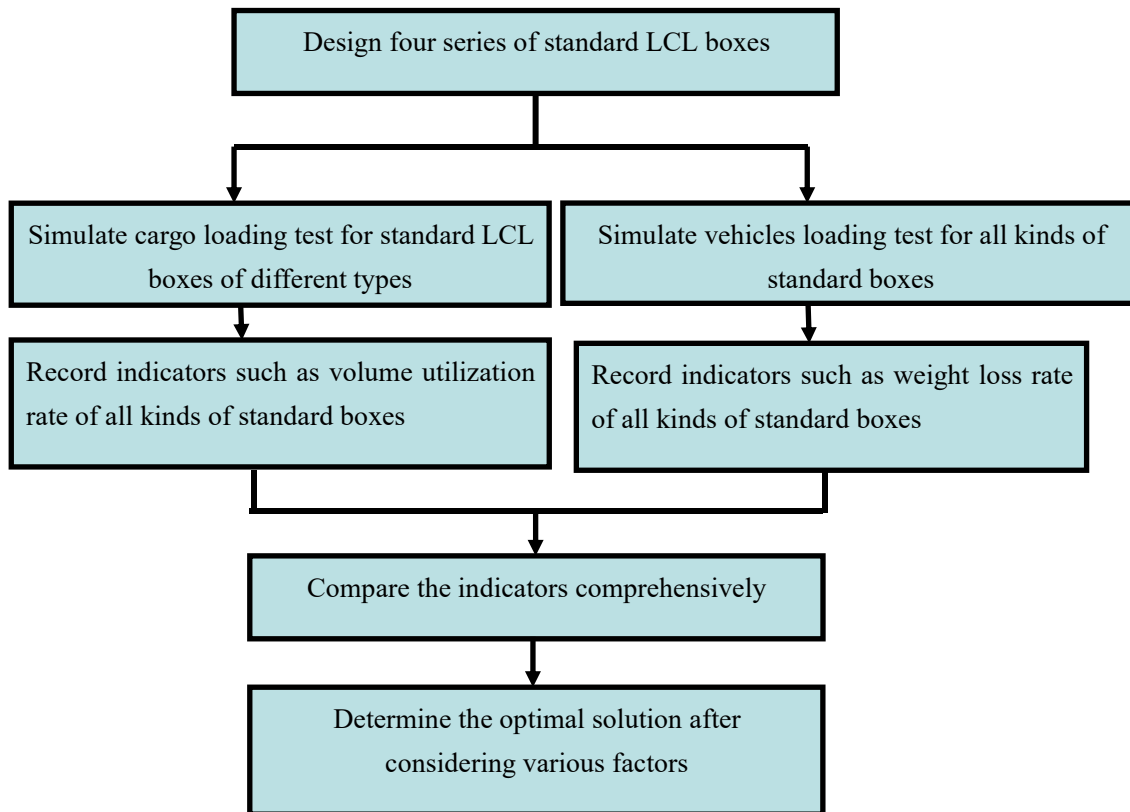 Design four series of standard LCL boxes
Simulate cargo loading test for standard LCL
boxes of different types
Simulate vehicles loading test for all kinds of
standard boxes
Record indicators such as volume utilization
rate of all kinds of standard boxes
Record indicators such as weight loss rate
of all kinds of standard boxes
Compare the indicators comprehensively
Determine the optimal solution after
considering various factors